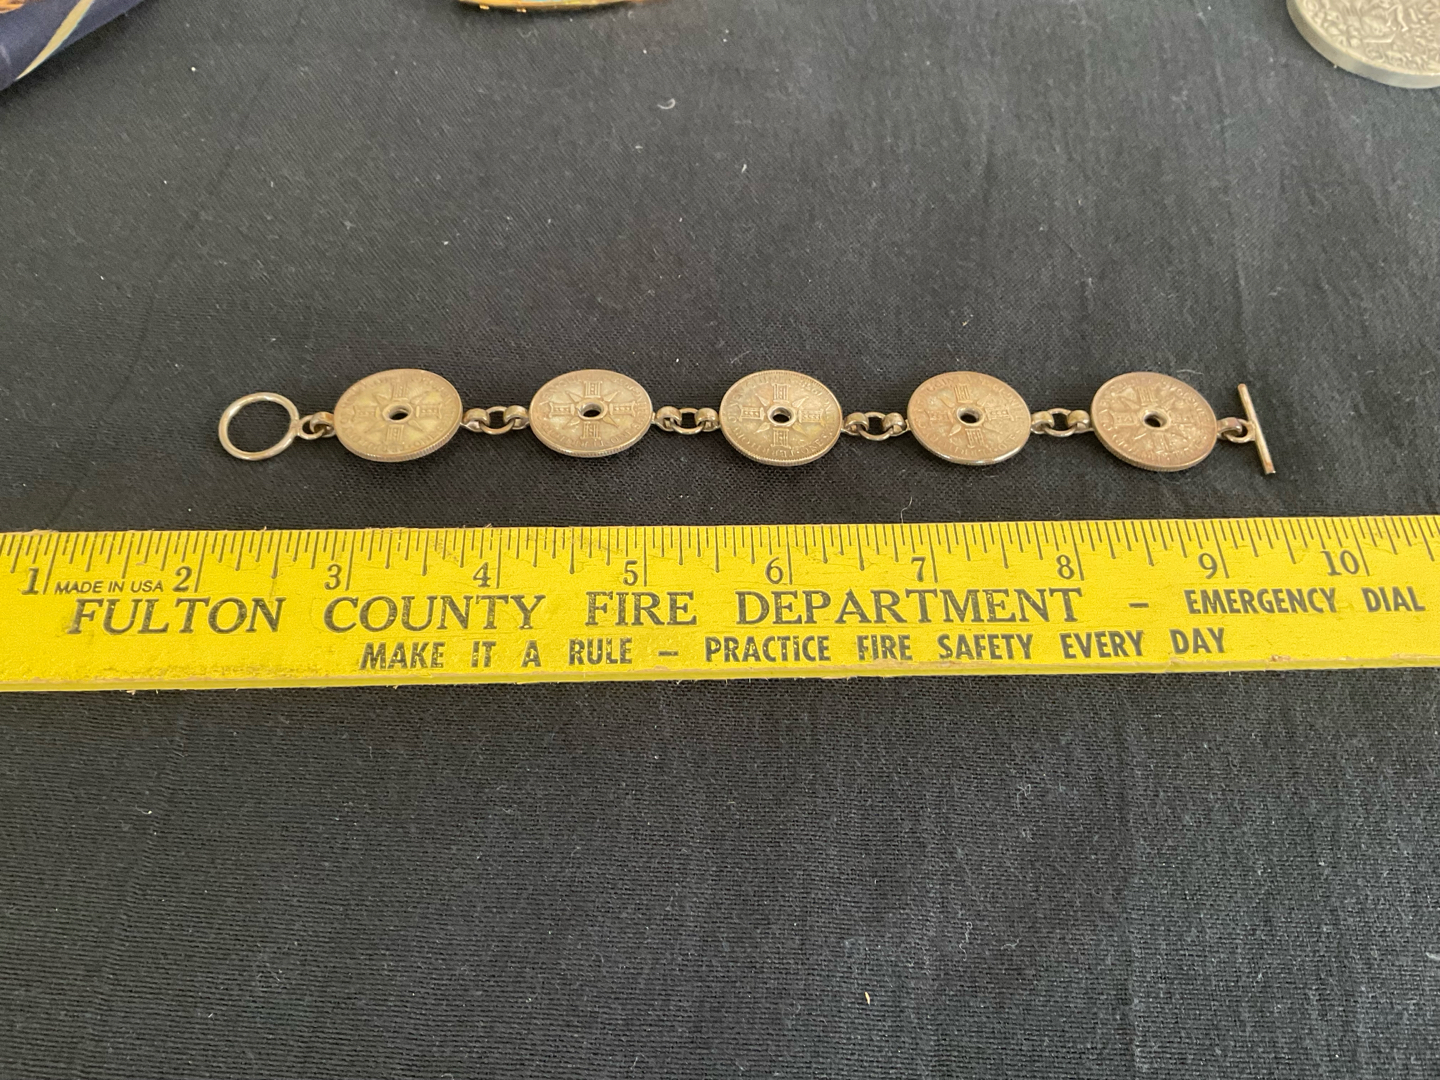 1 MADE IN USA 2 3 4 5 6 7 8 9 10
FULTON COUNTY FIRE DEPARTMENT – EMERGENCY DIAL
MAKE IT A RULE – PRACTICE FIRE SAFETY EVERY DAY